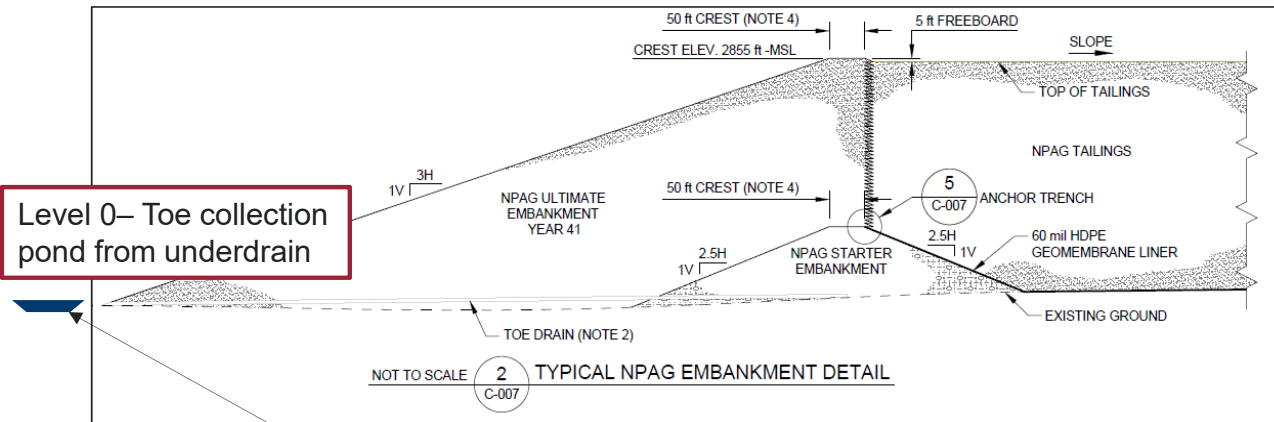 50 ft CREST (NOTE 4)
5 ft FREEBOARD
CREST ELEV. 2855 ft -MSL
SLOPE
TOP OF TAILINGS
NPAG TAILINGS
3H
1V
Level 0– Toe collection
pond from underdrain
NPAG ULTIMATE
EMBANKMENT
YEAR 41
50 ft CREST (NOTE 4)
5
C-007
ANCHOR TRENCH
2.5H
1V
NPAG STARTER
EMBANKMENT
2.5H
1V
60 mil HDPE
GEOMEMBRANE LINER
EXISTING GROUND
TOE DRAIN (NOTE 2)
NOT TO SCALE
2
C-007
TYPICAL NPAG EMBANKMENT DETAIL